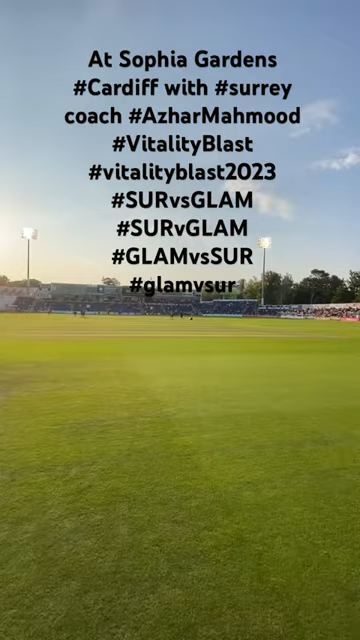 At Sophia Gardens
#Cardiff with #surrey
coach #AzharMahmood
#VitalityBlast
#vitalityblast2023
#SURvsGLAM
#SURvGLAM
#GLAMvsSUR
#glamvsur